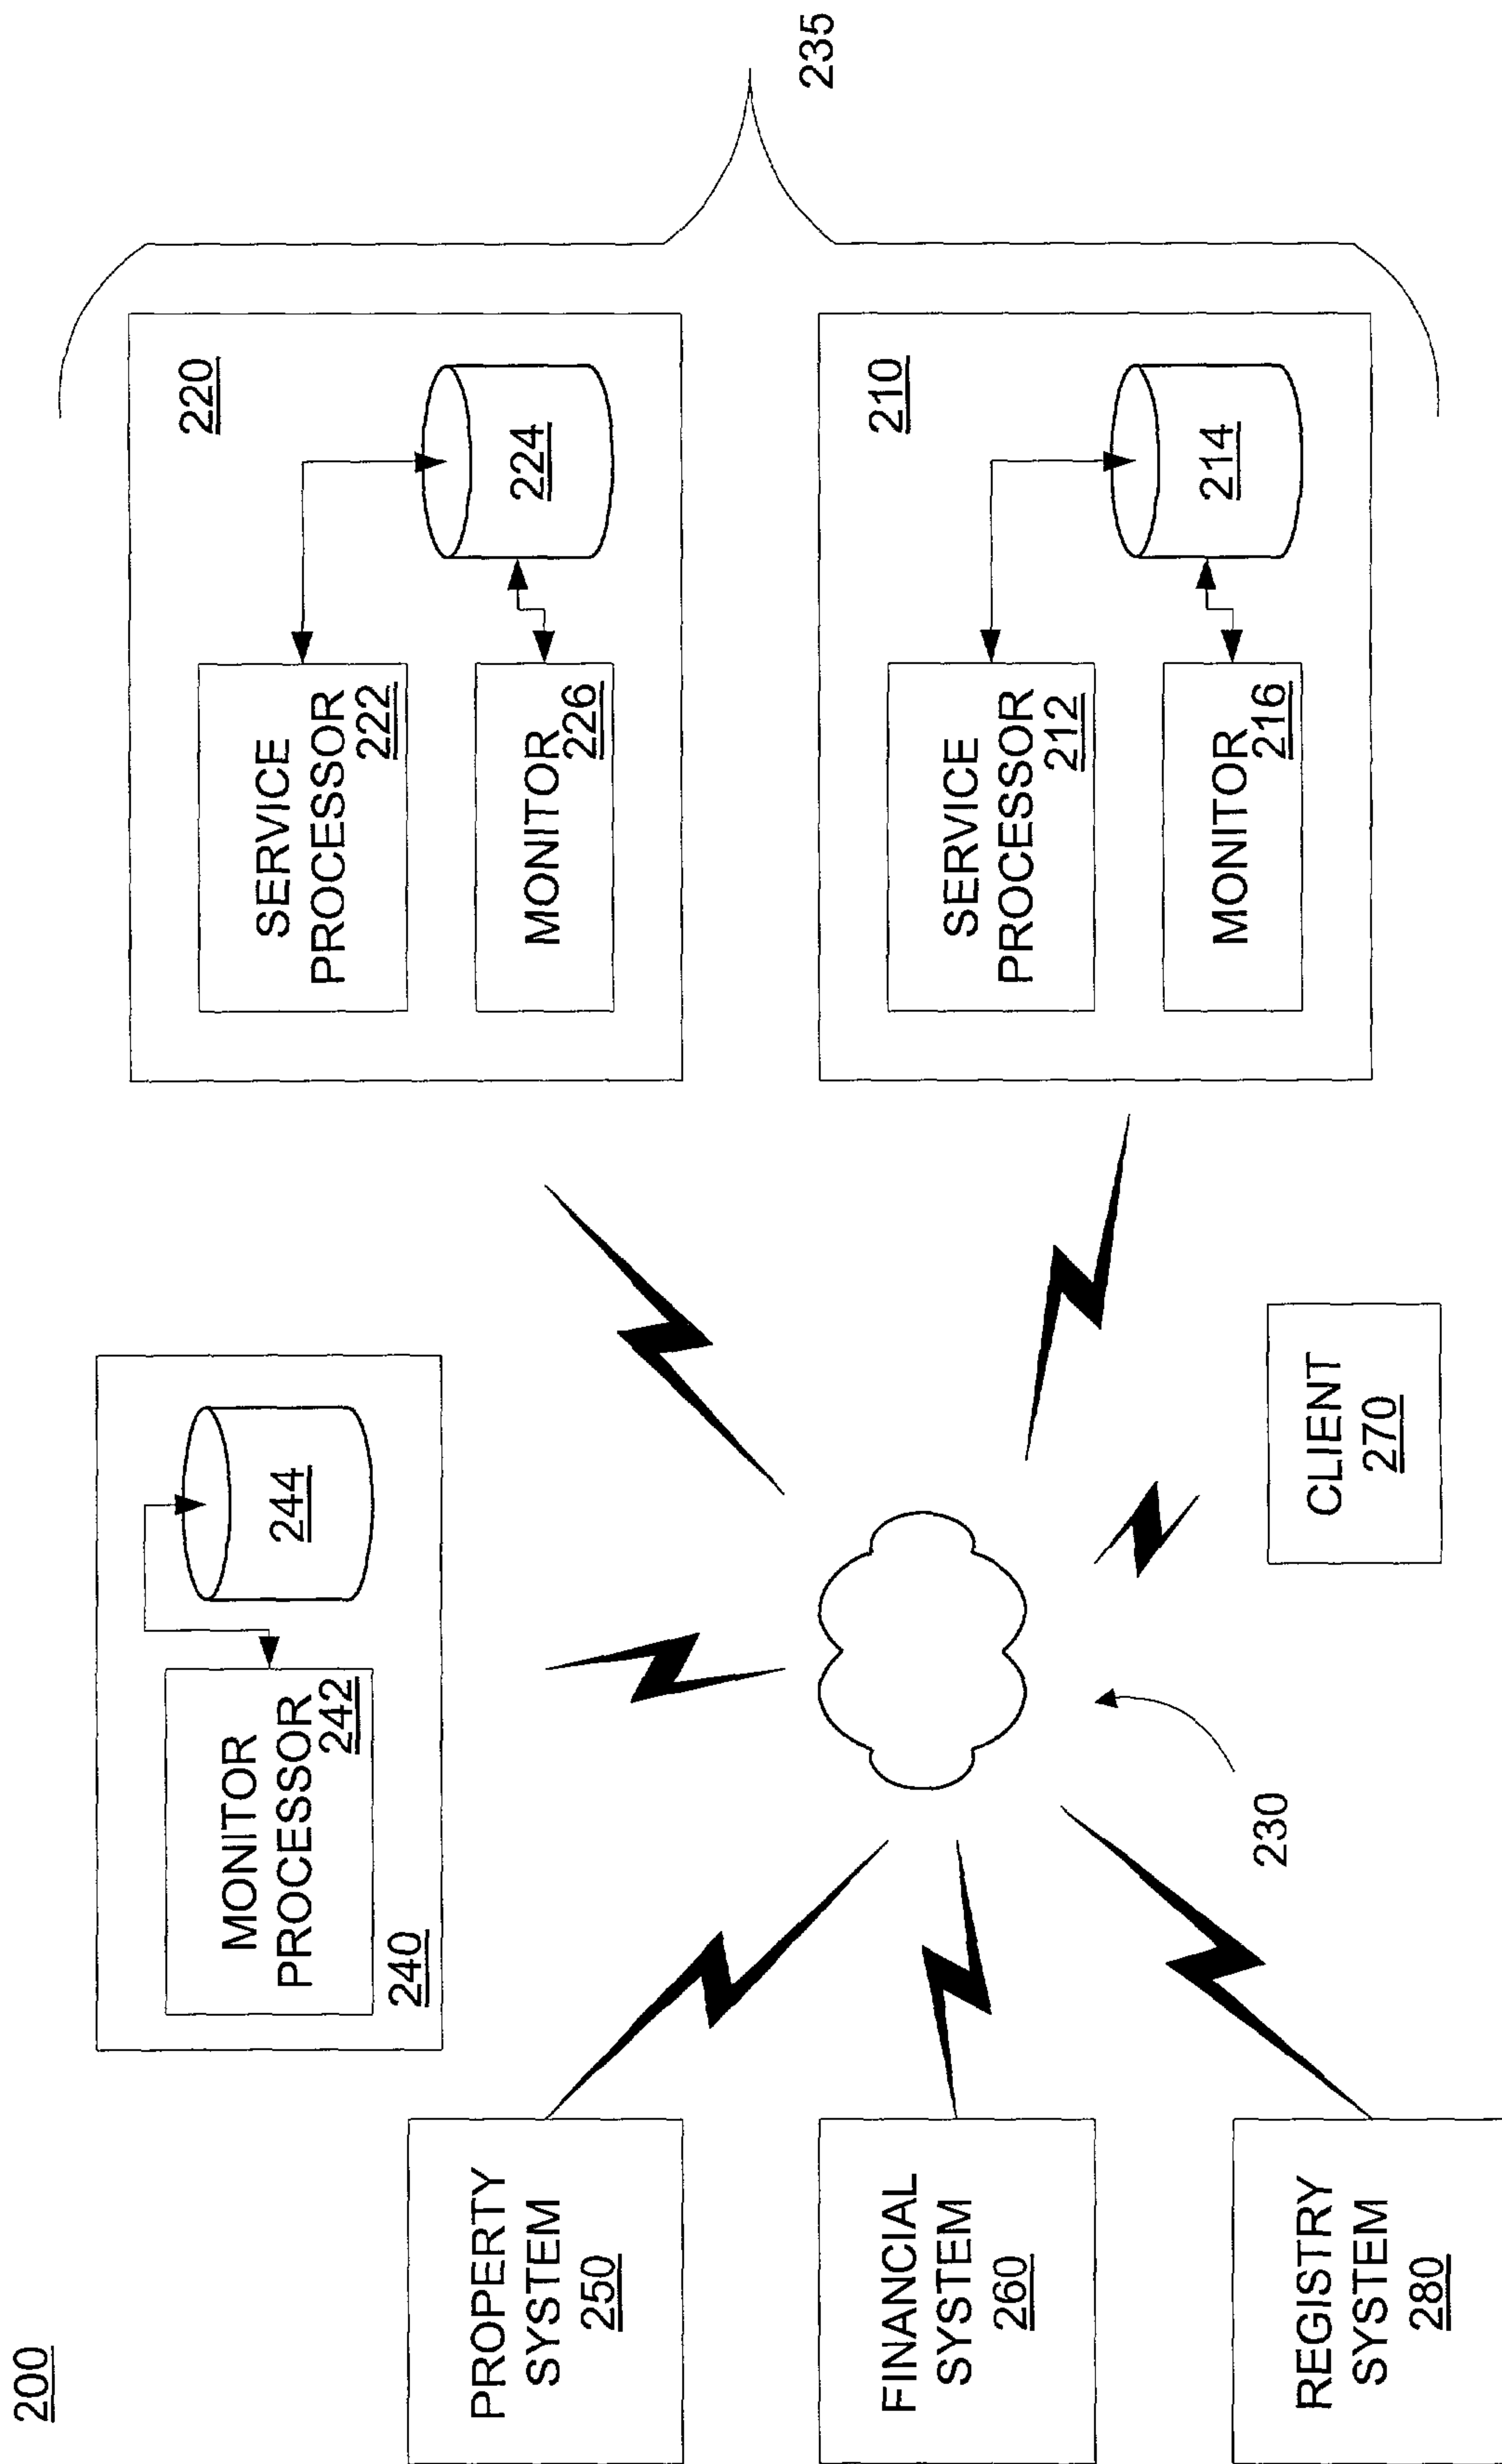 200
MONITOR
PROCESSOR
242
244
240
SERVICE
PROCESSOR
222
MONITOR
226
224
220
235
PROPERTY
SYSTEM
250
FINANCIAL
SYSTEM
260
REGISTRY
SYSTEM
280
230
CLIENT
270
SERVICE
PROCESSOR
212
MONITOR
216
214
210